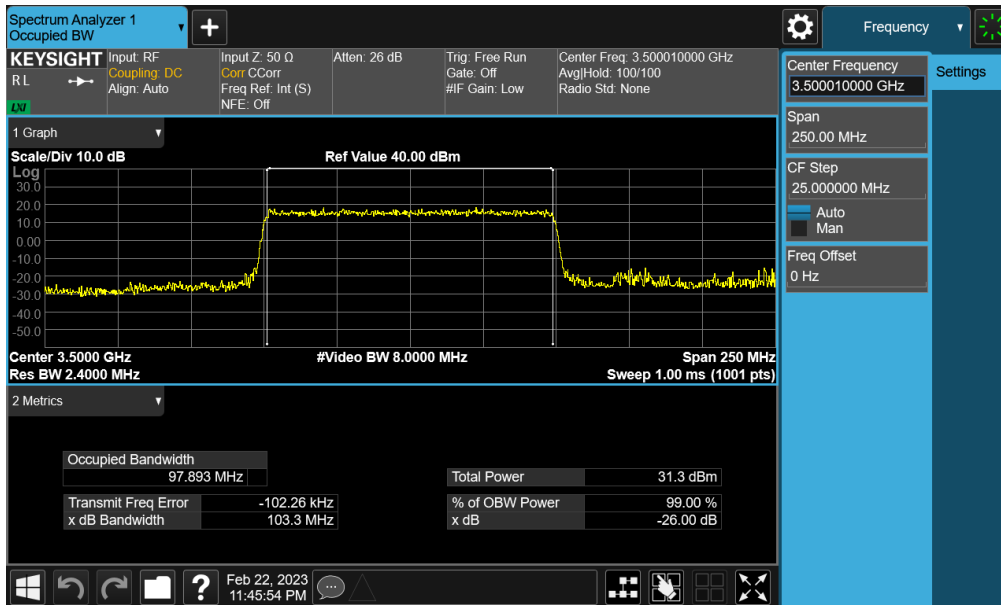 Spectrum Analyzer 1
Occupied BW
+
Frequency
KEYSIGHT
R L
LXI
Input: RF
Coupling: DC
Align: Auto
Input Z: 50 Ω
Corr CCorr
Freq Ref: Int (S)
NFE: Off
Atten: 26 dB
Trig: Free Run
Gate: Off
#IF Gain: Low
Center Freq: 3.500010000 GHz
Avg|Hold: 100/100
Radio Std: None
Center Frequency
3.500010000 GHz
Settings
Span
250.00 MHz
CF Step
25.000000 MHz
Auto
Man
Freq Offset
0 Hz
1 Graph
Scale/Div 10.0 dB
Ref Value 40.00 dBm
Log
30.0
20.0
10.0
0.00
-10.0
-20.0
-30.0
-40.0
-50.0
Center 3.5000 GHz
#Video BW 8.0000 MHz
Span 250 MHz
Res BW 2.4000 MHz
Sweep 1.00 ms (1001 pts)
2 Metrics
Occupied Bandwidth
97.893 MHz
Total Power 31.3 dBm
Transmit Freq Error -102.26 kHz
% of OBW Power 99.00 %
x dB Bandwidth 103.3 MHz
x dB -26.00 dB
?
Feb 22, 2023
11:45:54 PM